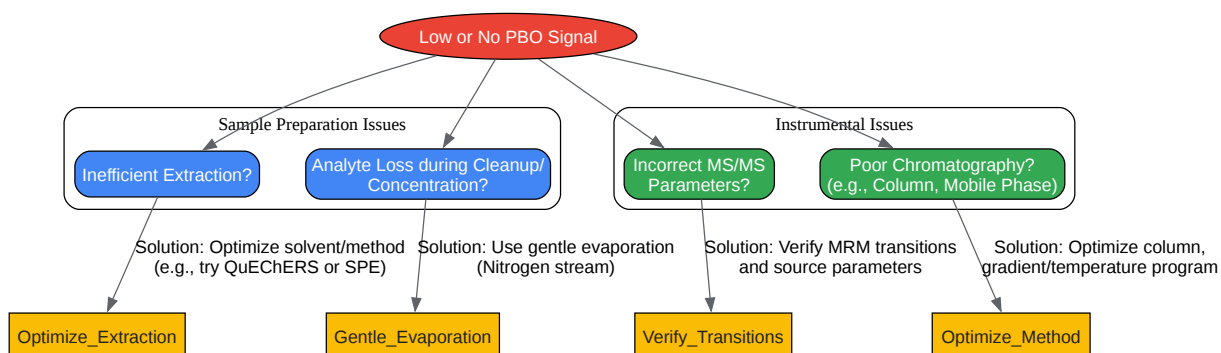 Low or No PBO Signal
Sample Preparation Issues
Instrumental Issues
Inefficient Extraction?
Analyte Loss during Cleanup/
Concentration?
Incorrect MS/MS
Parameters?
Poor Chromatography?
(e.g., Column, Mobile Phase)
Solution: Optimize solvent/method
(e.g., try QuEChERS or SPE)
Solution: Use gentle evaporation
(Nitrogen stream)
Solution: Verify MRM transitions
and source parameters
Solution: Optimize column,
gradient/temperature program
Optimize_Extraction
Gentle_Evaporation
Verify_Transitions
Optimize_Method